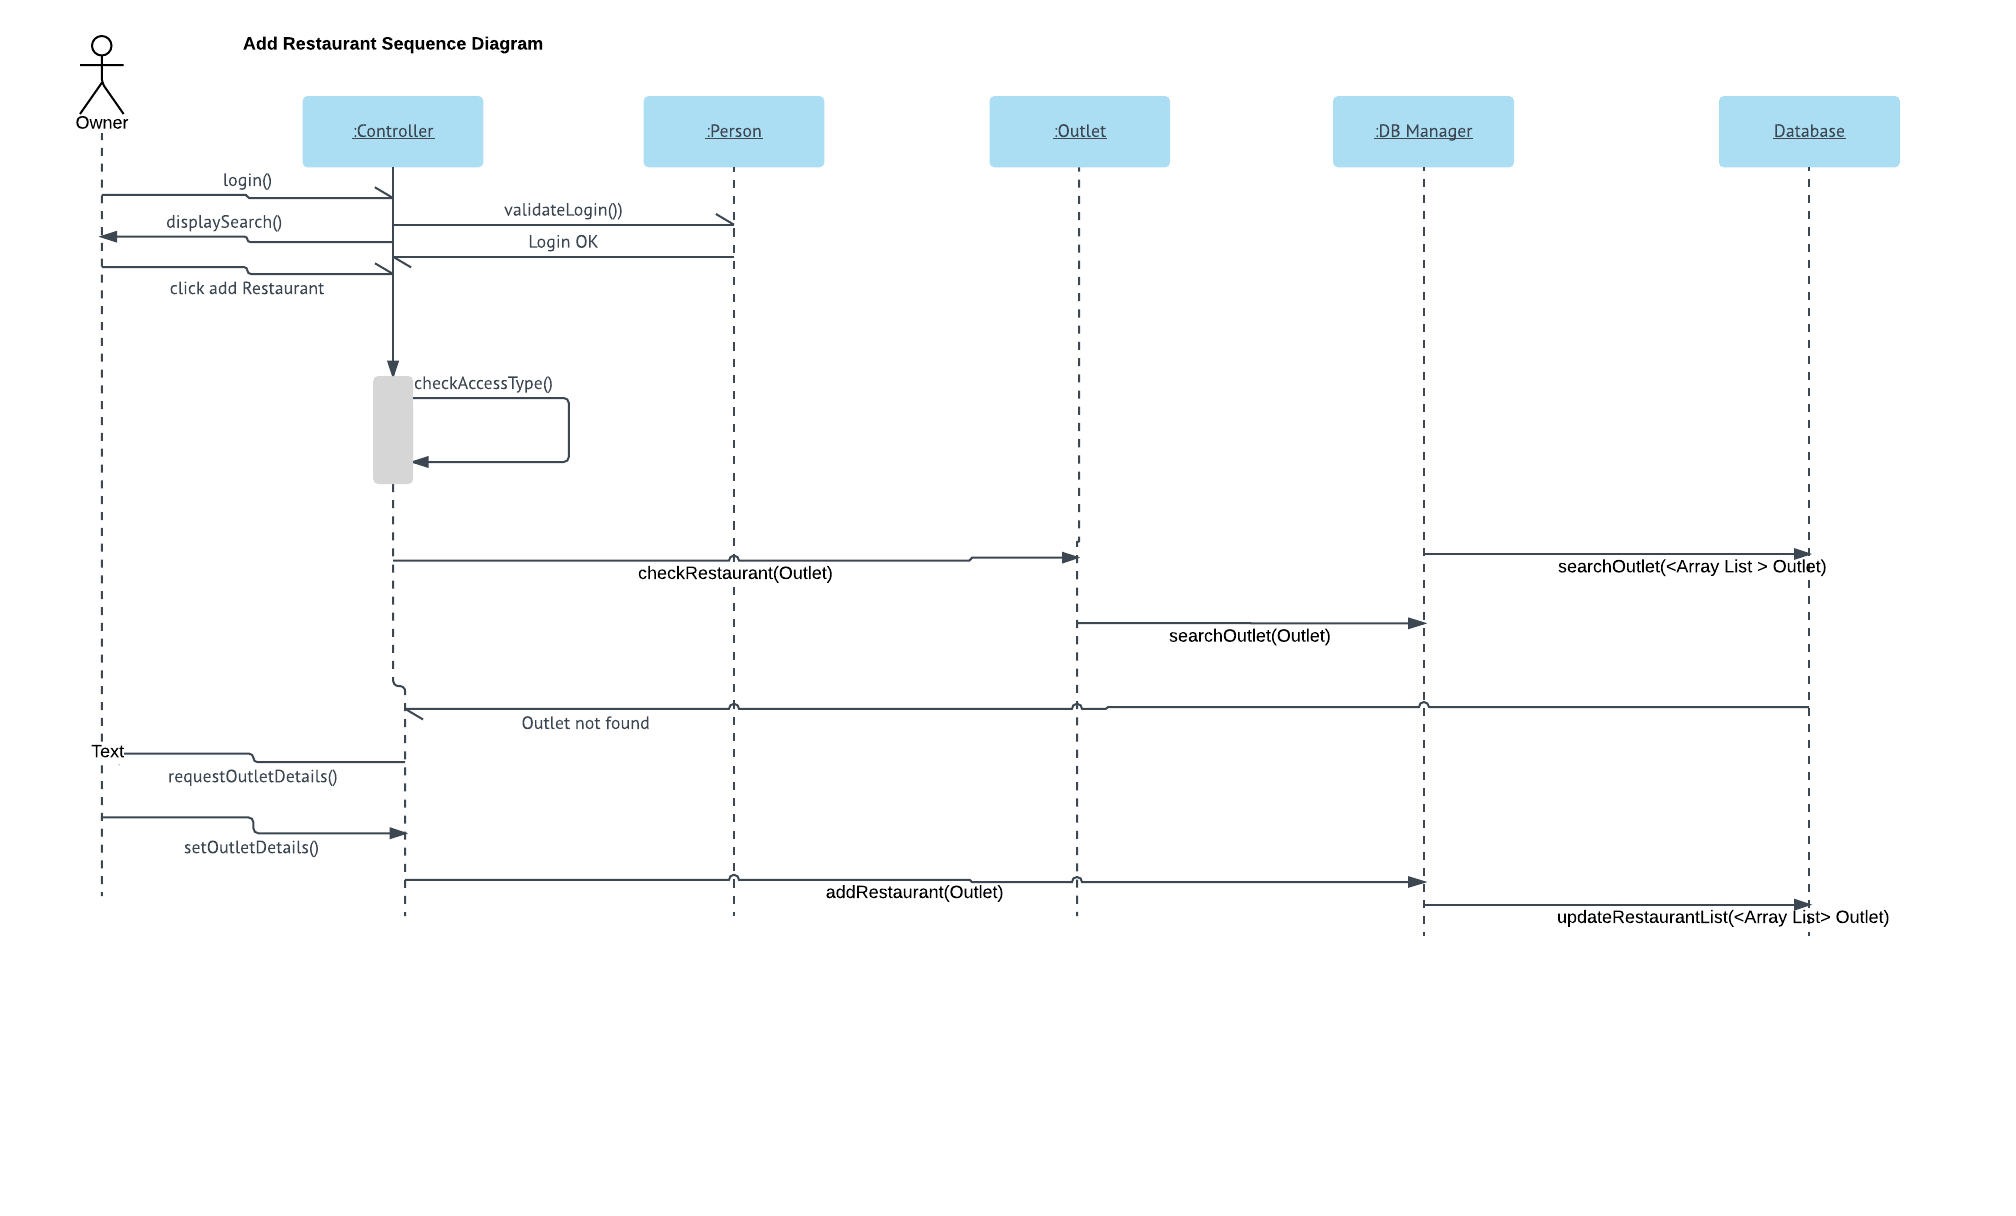 Add Restaurant Sequence Diagram
Owner
:Controller
:Person
:Outlet
:DB Manager
Database
login()
validateLogin())
displaySearch()
Login OK
click add Restaurant
checkAccessType()
checkRestaurant(Outlet)
searchOutlet(<Array List > Outlet)
searchOutlet(Outlet)
Outlet not found
Text
requestOutletDetails()
setOutletDetails()
addRestaurant(Outlet)
updateRestaurantList(<Array List> Outlet)